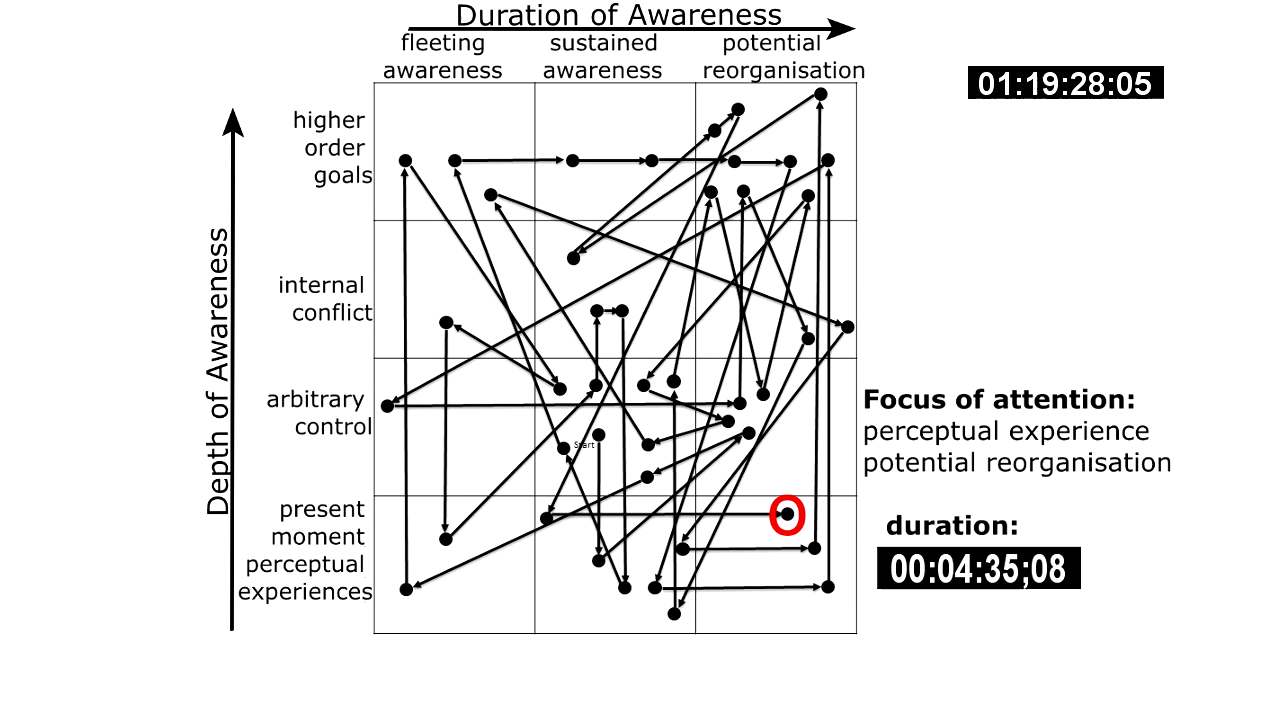 Duration of Awareness
fleeting
awareness
sustained
awareness
potential
reorganisation
01:19:28:05
Depth of Awareness
higher
order
goals
internal
conflict
arbitrary
control
present
moment
perceptual
experiences
Start
Focus of attention:
perceptual experience
potential reorganisation
duration:
00:04:35;08